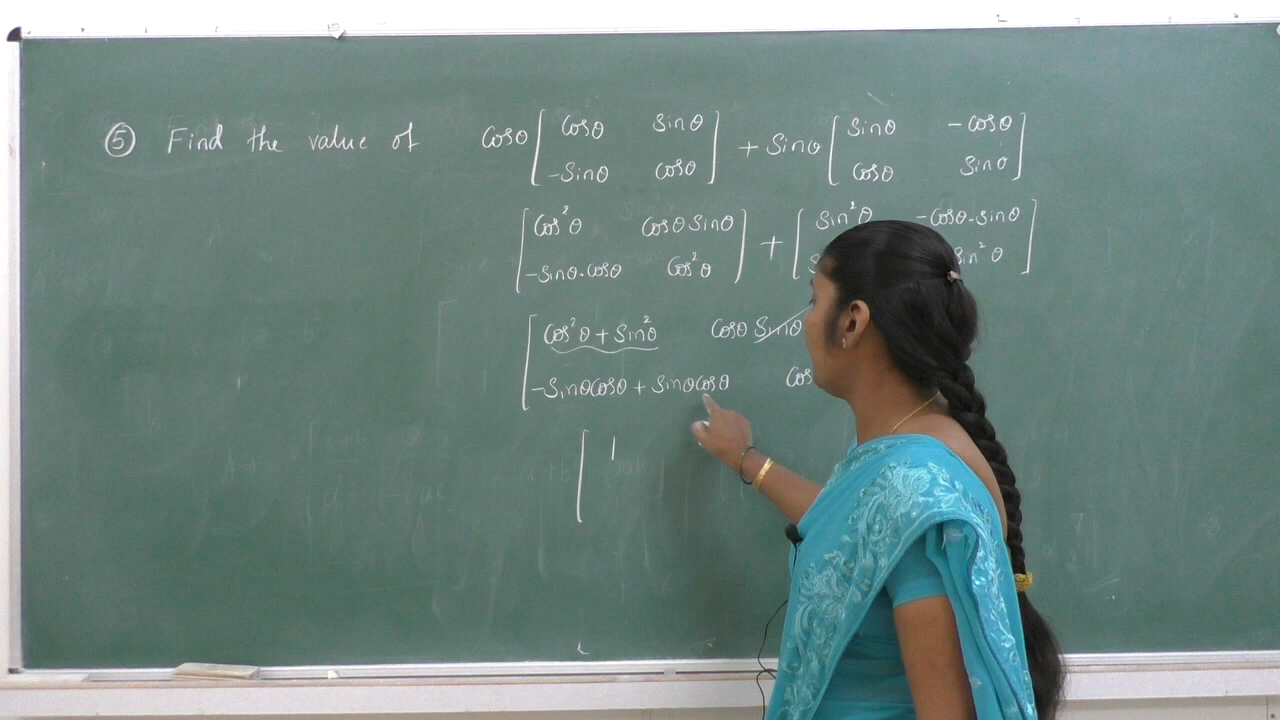 ⑤ Find the value of Cosθ [ Cosθ Sinθ ] + Sinθ [ Sinθ -Cosθ ]
-Sinθ Cosθ Cosθ Sinθ
[ Cos²θ Cosθ Sinθ ] + [ Sin²θ -Cosθ.Sinθ ]
-Sinθ.Cosθ Cos²θ Sin²θ
[ Cos²θ + Sin²θ Cosθ Sinθ
-SinθCosθ + SinθCosθ Cos
[ 1